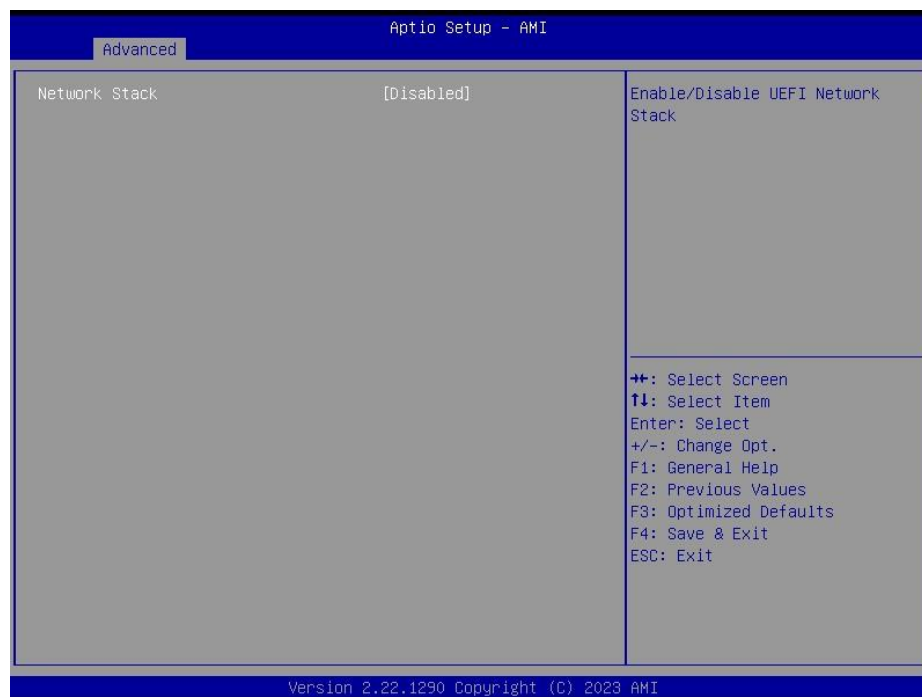 Aptio Setup - AMI
Advanced
Network Stack [Disabled]
Enable/Disable UEFI Network
Stack
→←: Select Screen
↑↓: Select Item
Enter: Select
+/-: Change Opt.
F1: General Help
F2: Previous Values
F3: Optimized Defaults
F4: Save & Exit
ESC: Exit
Version 2.22.1290 Copyright (C) 2023 AMI